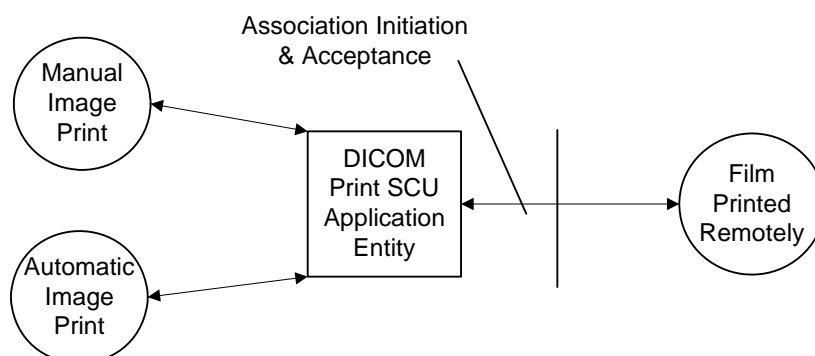 Association Initiation
& Acceptance
Manual
Image
Print
DICOM
Print SCU
Application
Entity
Film
Printed
Remotely
Automatic
Image
Print